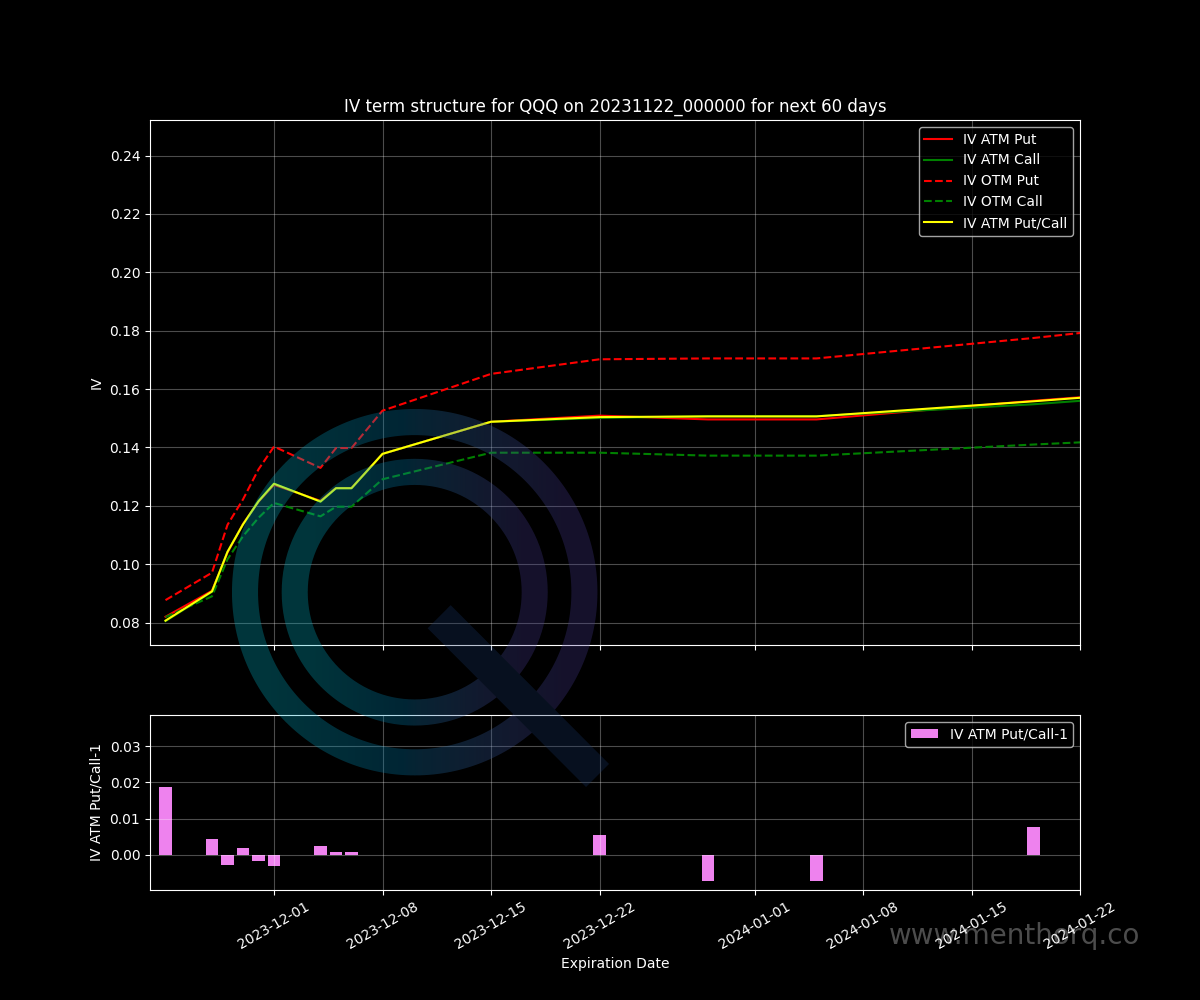 IV term structure for QQQ on 20231122_000000 for next 60 days
IV ATM Put
IV ATM Call
IV OTM Put
IV OTM Call
IV ATM Put/Call
IV
0.24
0.22
0.20
0.18
0.16
0.14
0.12
0.10
0.08
IV ATM Put/Call-1
IV ATM Put/Call-1
0.03
0.02
0.01
0.00
2023-12-01
2023-12-08
2023-12-15
2023-12-22
2024-01-01
2024-01-08
2024-01-15
2024-01-22
www.menthorq.co
Expiration Date